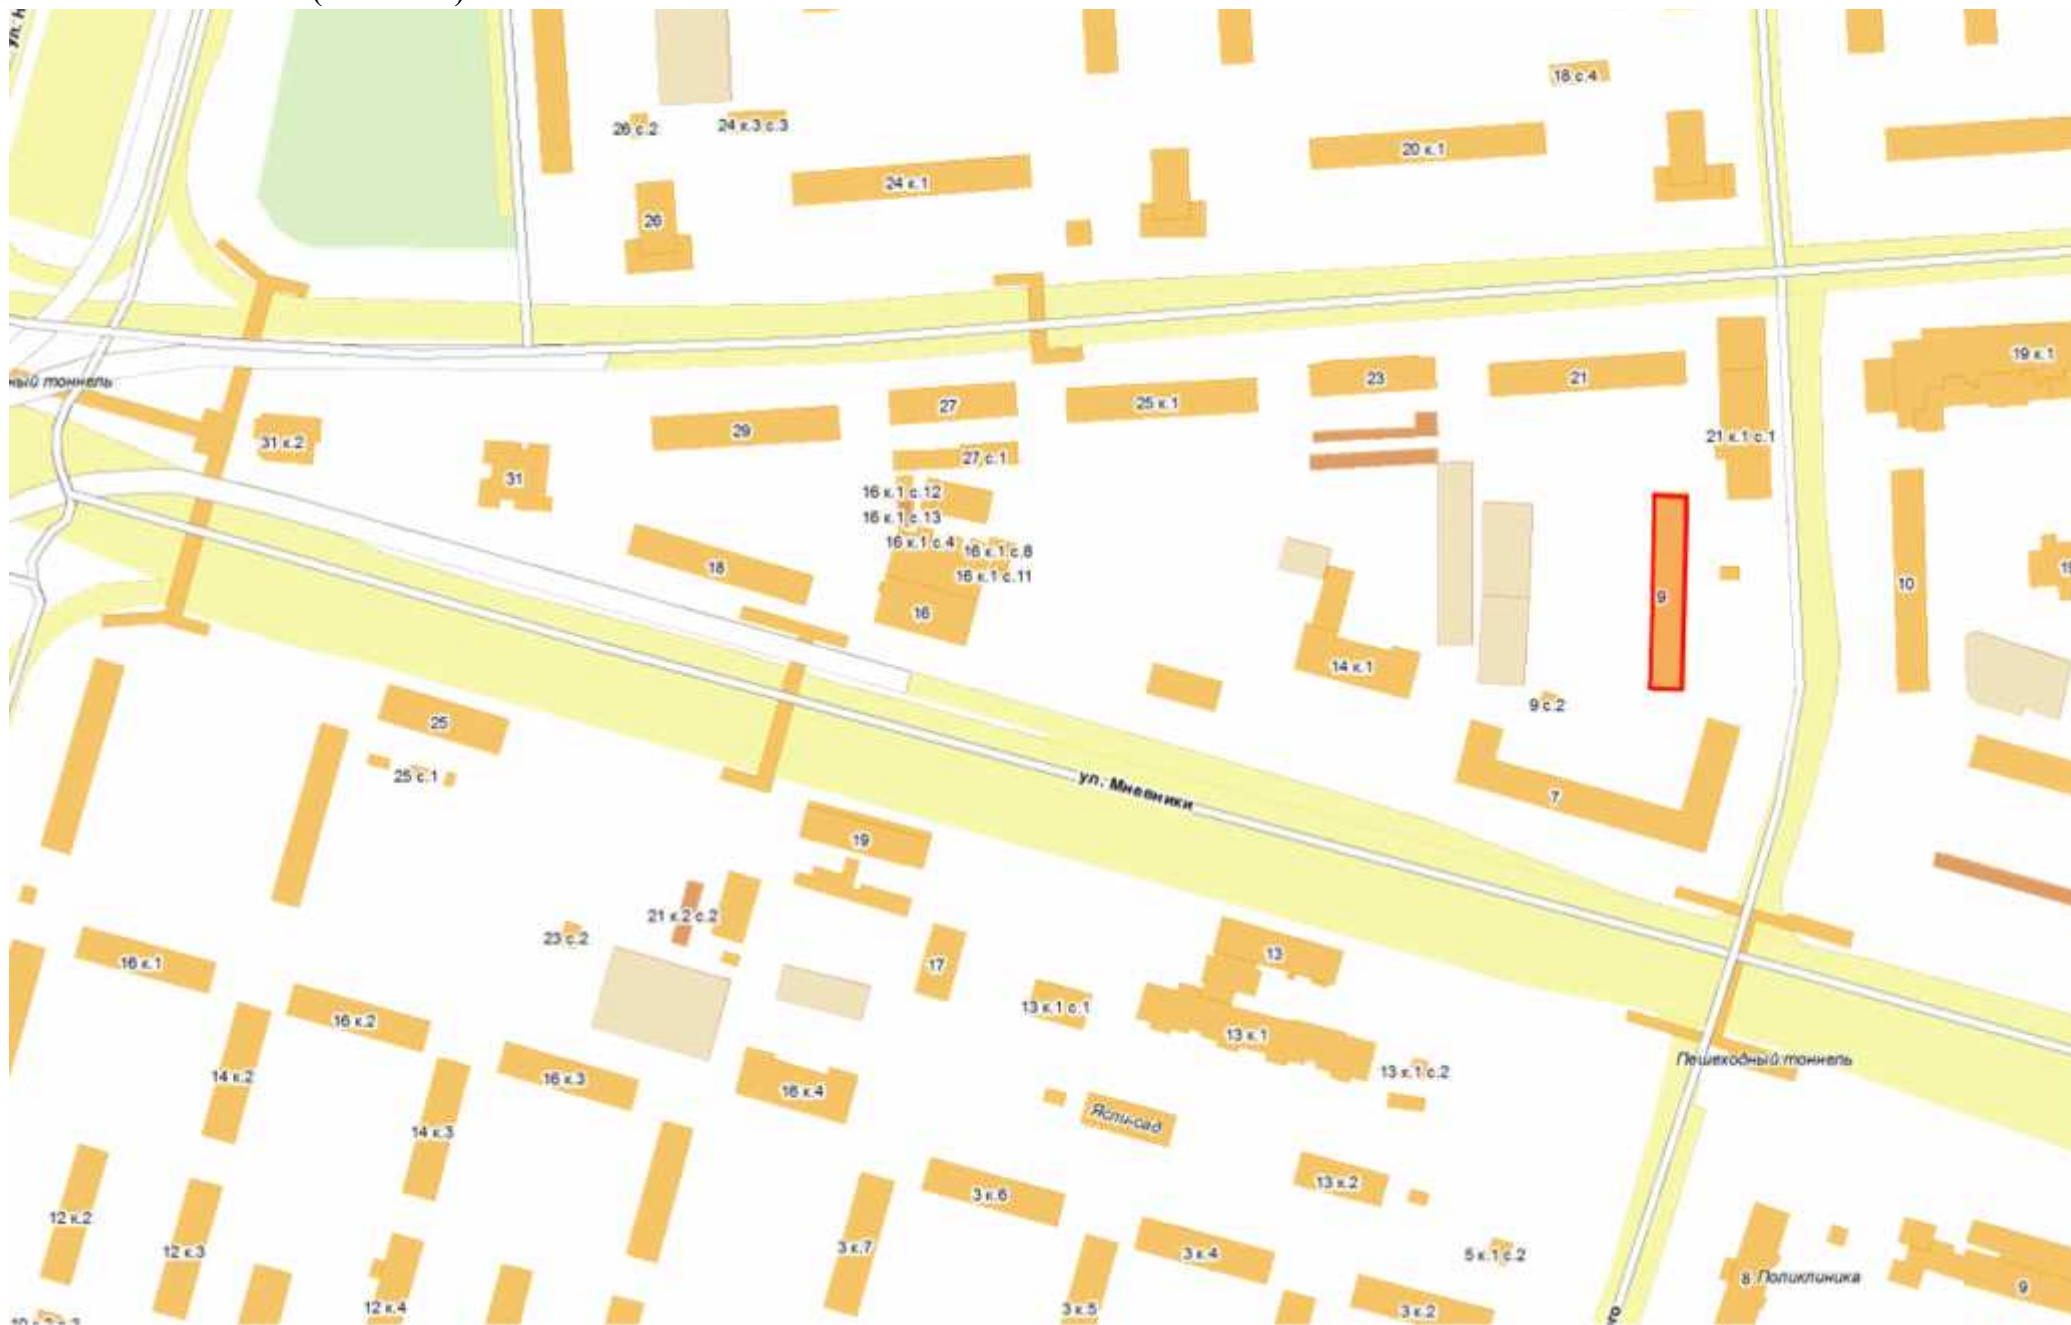 18 с.4
26 с.2
24 к.3 с.3
20 к.1
24 к.1
26
19 к.1
ный тоннель
23
21
27
25 к.1
29
31 к.2
21 к.1 с.1
27 с.1
31
16 к.1 с.12
16 к.1 с.13
16 к.1 с.4
16 к.1 с.8
18
16 к.1 с.11
10
9
16
14 к.1
9 с.2
25
25 с.1
ул. Мневники
7
19
21 к.2 с.2
23 с.2
13
16 к.1
17
13 к.1 с.1
16 к.2
13 к.1
Пешеходный тоннель
14 к.2
16 к.3
13 к.1 с.2
16 к.4
Ясли-сад
14 к.3
13 к.2
3 к.6
12 к.2
3 к.7
12 к.3
3 к.4
5 к.1 с.2
8 Поликлиника
9
12 к.4
3 к.5
3 к.2